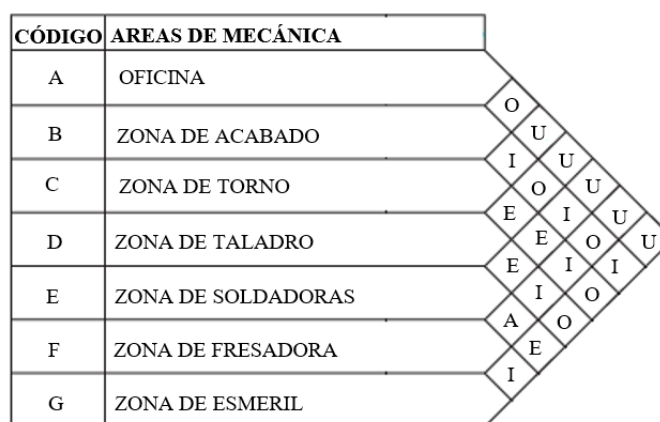 CÓDIGO AREAS DE MECÁNICA
A OFICINA
O
B ZONA DE ACABADO U
I U
C ZONA DE TORNO O U
E I U
D ZONA DE TALADRO E O U
E I I
E ZONA DE SOLDADORAS I O
A O
F ZONA DE FRESADORA E
I
G ZONA DE ESMERIL